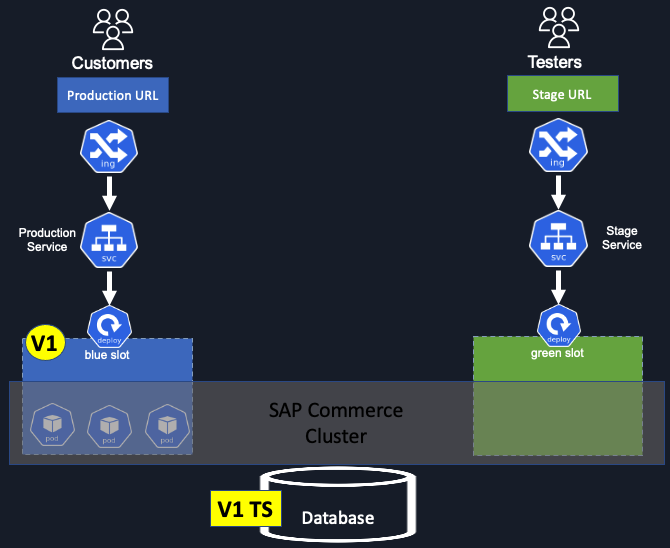 Customers
Testers
Production URL
Stage URL
ing
ing
Production
Service
svc
Stage
Service
svc
deploy
deploy
V1
blue slot
green slot
SAP Commerce
Cluster
pod
pod
pod
V1 TS
Database